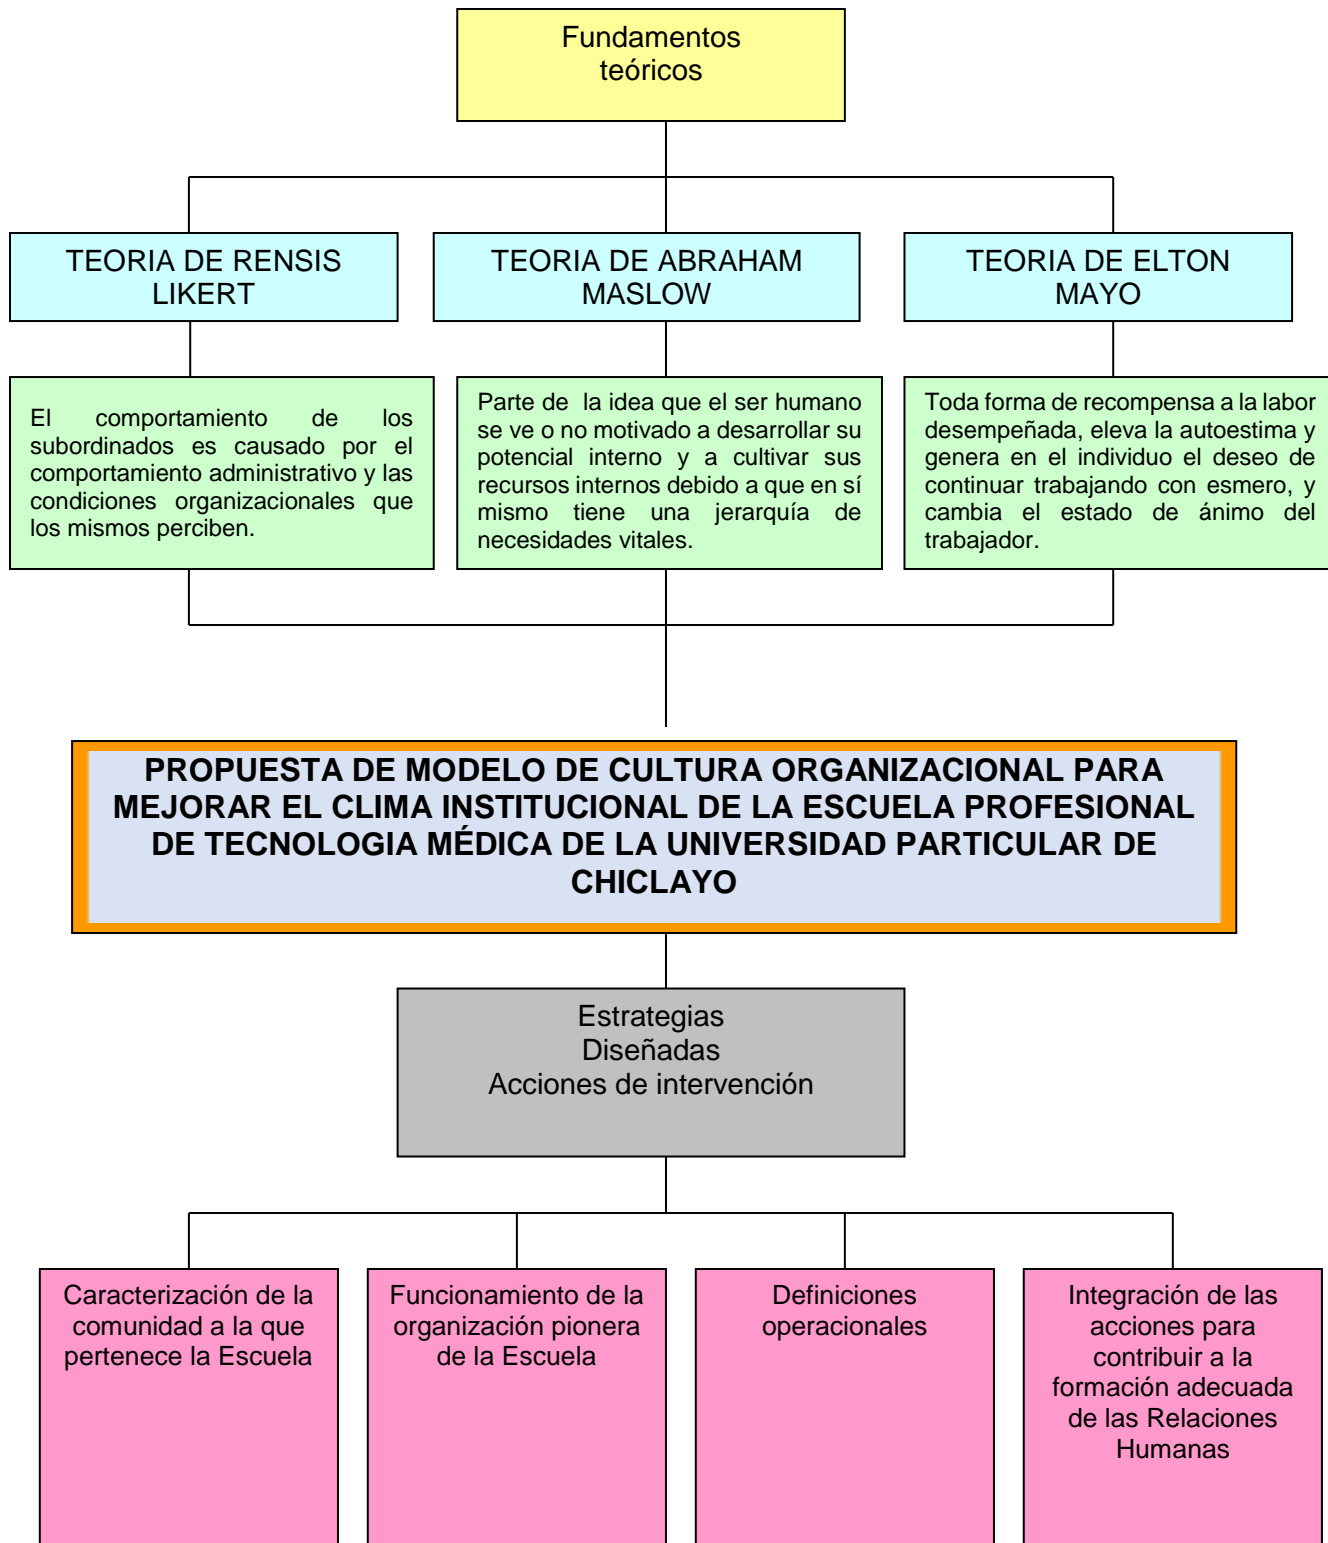 Fundamentos
teóricos
TEORIA DE RENSIS
LIKERT
TEORIA DE ABRAHAM
MASLOW
TEORIA DE ELTON
MAYO
El comportamiento de los
subordinados es causado por el
comportamiento administrativo y las
condiciones organizacionales que
los mismos perciben.
Parte de la idea que el ser humano
se ve o no motivado a desarrollar su
potencial interno y a cultivar sus
recursos internos debido a que en sí
mismo tiene una jerarquía de
necesidades vitales.
Toda forma de recompensa a la labor
desempeñada, eleva la autoestima y
genera en el individuo el deseo de
continuar trabajando con esmero, y
cambia el estado de ánimo del
trabajador.
PROPUESTA DE MODELO DE CULTURA ORGANIZACIONAL PARA
MEJORAR EL CLIMA INSTITUCIONAL DE LA ESCUELA PROFESIONAL
DE TECNOLOGIA MÉDICA DE LA UNIVERSIDAD PARTICULAR DE
CHICLAYO
Estrategias
Diseñadas
Acciones de intervención
Caracterización de la
comunidad a la que
pertenece la Escuela
Funcionamiento de la
organización pionera
de la Escuela
Definiciones
operacionales
Integración de las
acciones para
contribuir a la
formación adecuada
de las Relaciones
Humanas